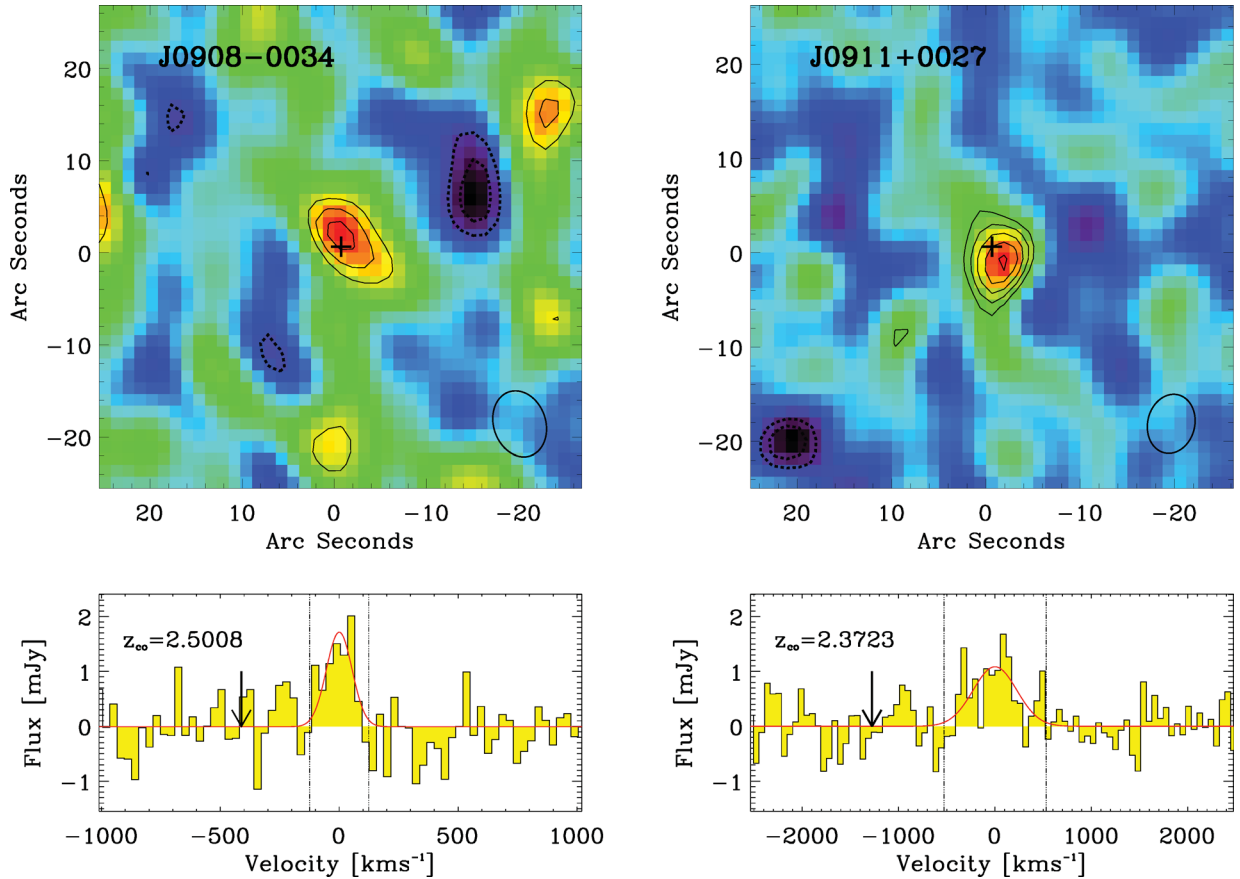 J0908-0034
20
10
0
-10
-20
Arc Seconds
20 10 0 -10 -20
Arc Seconds
J0911+0027
20
10
0
-10
-20
Arc Seconds
20 10 0 -10 -20
Arc Seconds
z_co=2.5008
2
1
0
-1
Flux [mJy]
-1000 -500 0 500 1000
Velocity [kms⁻¹]
z_co=2.3723
2
1
0
-1
Flux [mJy]
-2000 -1000 0 1000 2000
Velocity [kms⁻¹]